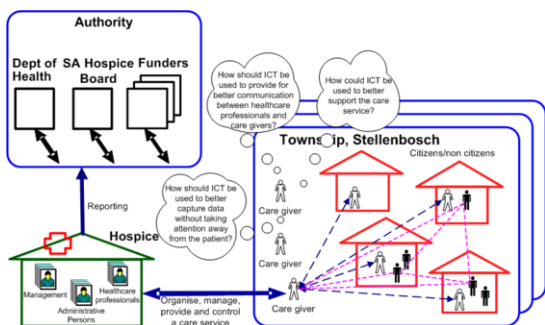 Authority
Dept of
Health
SA Hospice
Board
Funders
How should ICT be
used to provide for
better communication
between healthcare
professionals and
care givers?
How could ICT be
used to better
support the care
service?
Township, Stellenbosch
Citizens/non citizens
How should ICT be
used to better
capture data
without taking
attention away
from the patient?
Care giver
Care giver
Care giver
Reporting
Hospice
Management
Healthcare
professionals
Administrative
Persons
Organise, manage,
provide and control
a care service